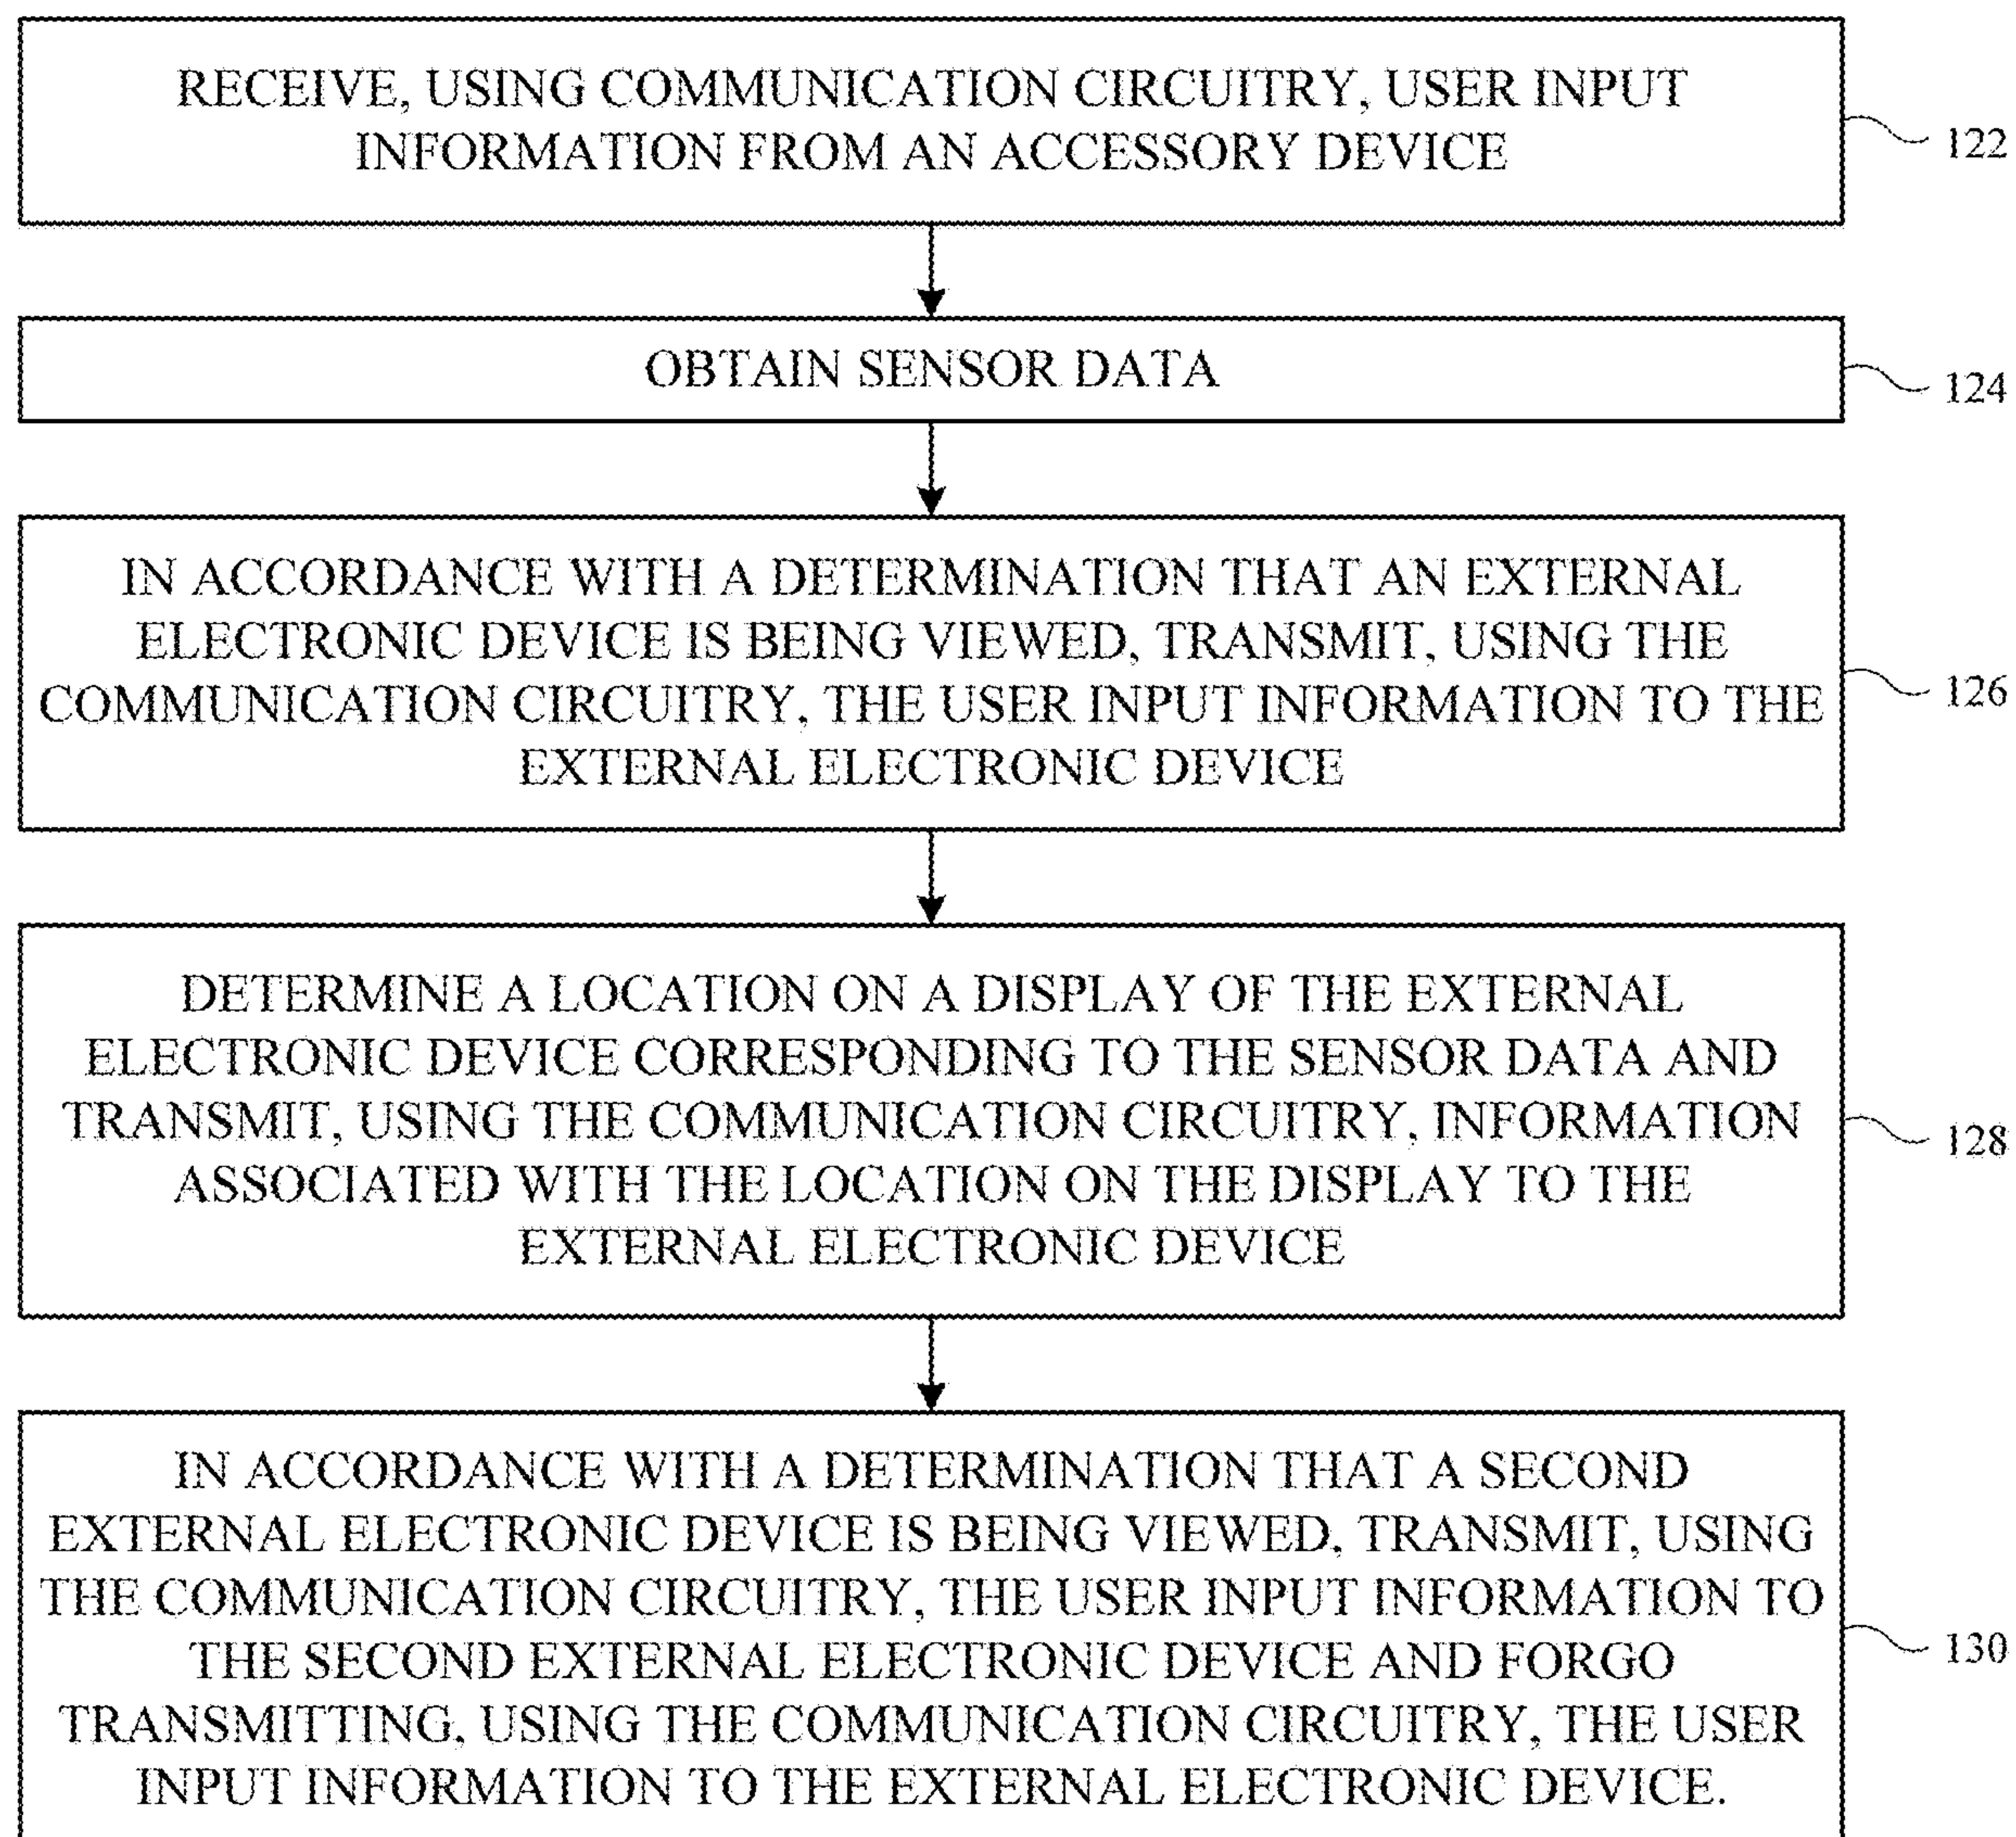 RECEIVE, USING COMMUNICATION CIRCUITRY, USER INPUT
INFORMATION FROM AN ACCESSORY DEVICE
122
OBTAIN SENSOR DATA
124
IN ACCORDANCE WITH A DETERMINATION THAT AN EXTERNAL
ELECTRONIC DEVICE IS BEING VIEWED, TRANSMIT, USING THE
COMMUNICATION CIRCUITRY, THE USER INPUT INFORMATION TO THE
EXTERNAL ELECTRONIC DEVICE
126
DETERMINE A LOCATION ON A DISPLAY OF THE EXTERNAL
ELECTRONIC DEVICE CORRESPONDING TO THE SENSOR DATA AND
TRANSMIT, USING THE COMMUNICATION CIRCUITRY, INFORMATION
ASSOCIATED WITH THE LOCATION ON THE DISPLAY TO THE
EXTERNAL ELECTRONIC DEVICE
128
IN ACCORDANCE WITH A DETERMINATION THAT A SECOND
EXTERNAL ELECTRONIC DEVICE IS BEING VIEWED, TRANSMIT, USING
THE COMMUNICATION CIRCUITRY, THE USER INPUT INFORMATION TO
THE SECOND EXTERNAL ELECTRONIC DEVICE AND FORGO
TRANSMITTING, USING THE COMMUNICATION CIRCUITRY, THE USER
INPUT INFORMATION TO THE EXTERNAL ELECTRONIC DEVICE.
130